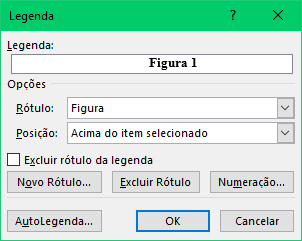 Legenda
? ×
Legenda:
Figura 1
Opções
Rótulo: Figura
Posição: Acima do item selecionado
Excluir rótulo da legenda
Novo Rótulo... Excluir Rótulo Numeração...
AutoLegenda... OK Cancelar